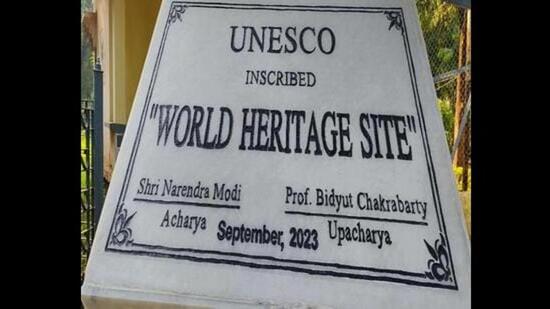 UNESCO
INSCRIBED
"WORLD HERITAGE SITE"
Shri Narendra Modi Prof. Bidyut Chakrabarty
Acharya September, 2023 Upacharya